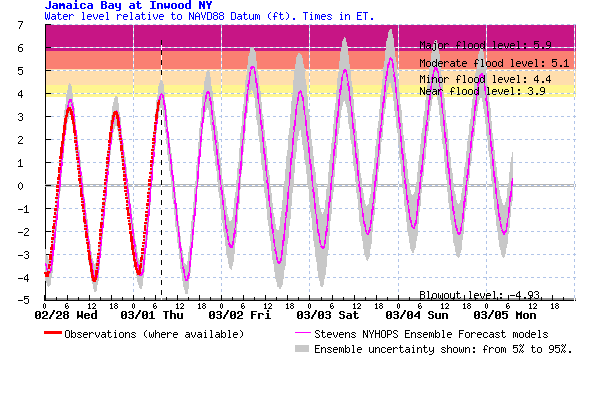 Jamaica Bay at Inwood NY
Water level relative to NAVD88 Datum (ft). Times in ET.
7
6
Major flood level: 5.9
5
Moderate flood level: 5.1
Minor flood level: 4.4
4
Near flood level: 3.9
3
2
1
0
-1
-2
-3
-4
Blowout level: -4.93
-5
0 6 12 18 0 6 12 18 0 6 12 18 0 6 12 18 0 6 12 18 0 6 12 18
02/28 Wed 03/01 Thu 03/02 Fri 03/03 Sat 03/04 Sun 03/05 Mon
Observations (where available) Stevens NYHOPS Ensemble Forecast models
Ensemble uncertainty shown: from 5% to 95%.